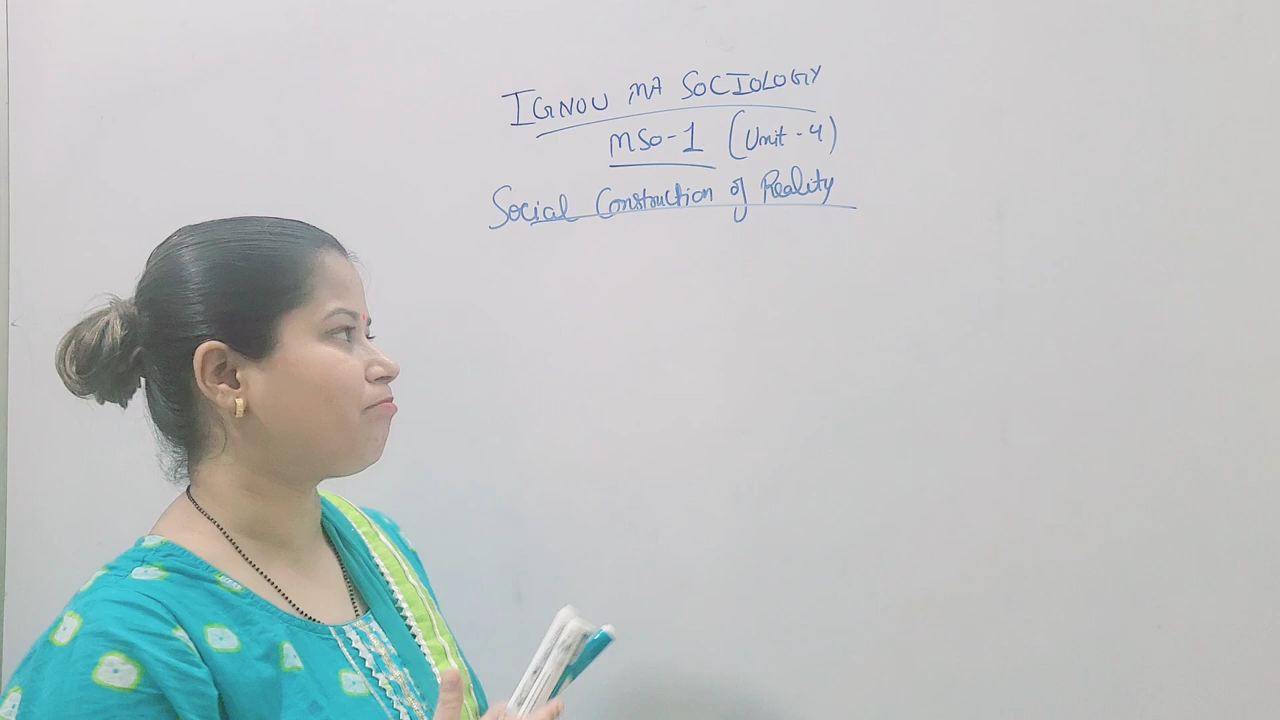 IGNOU MA SOCIOLOGY
MSO-1 (Unit-4)
Social Construction of Reality